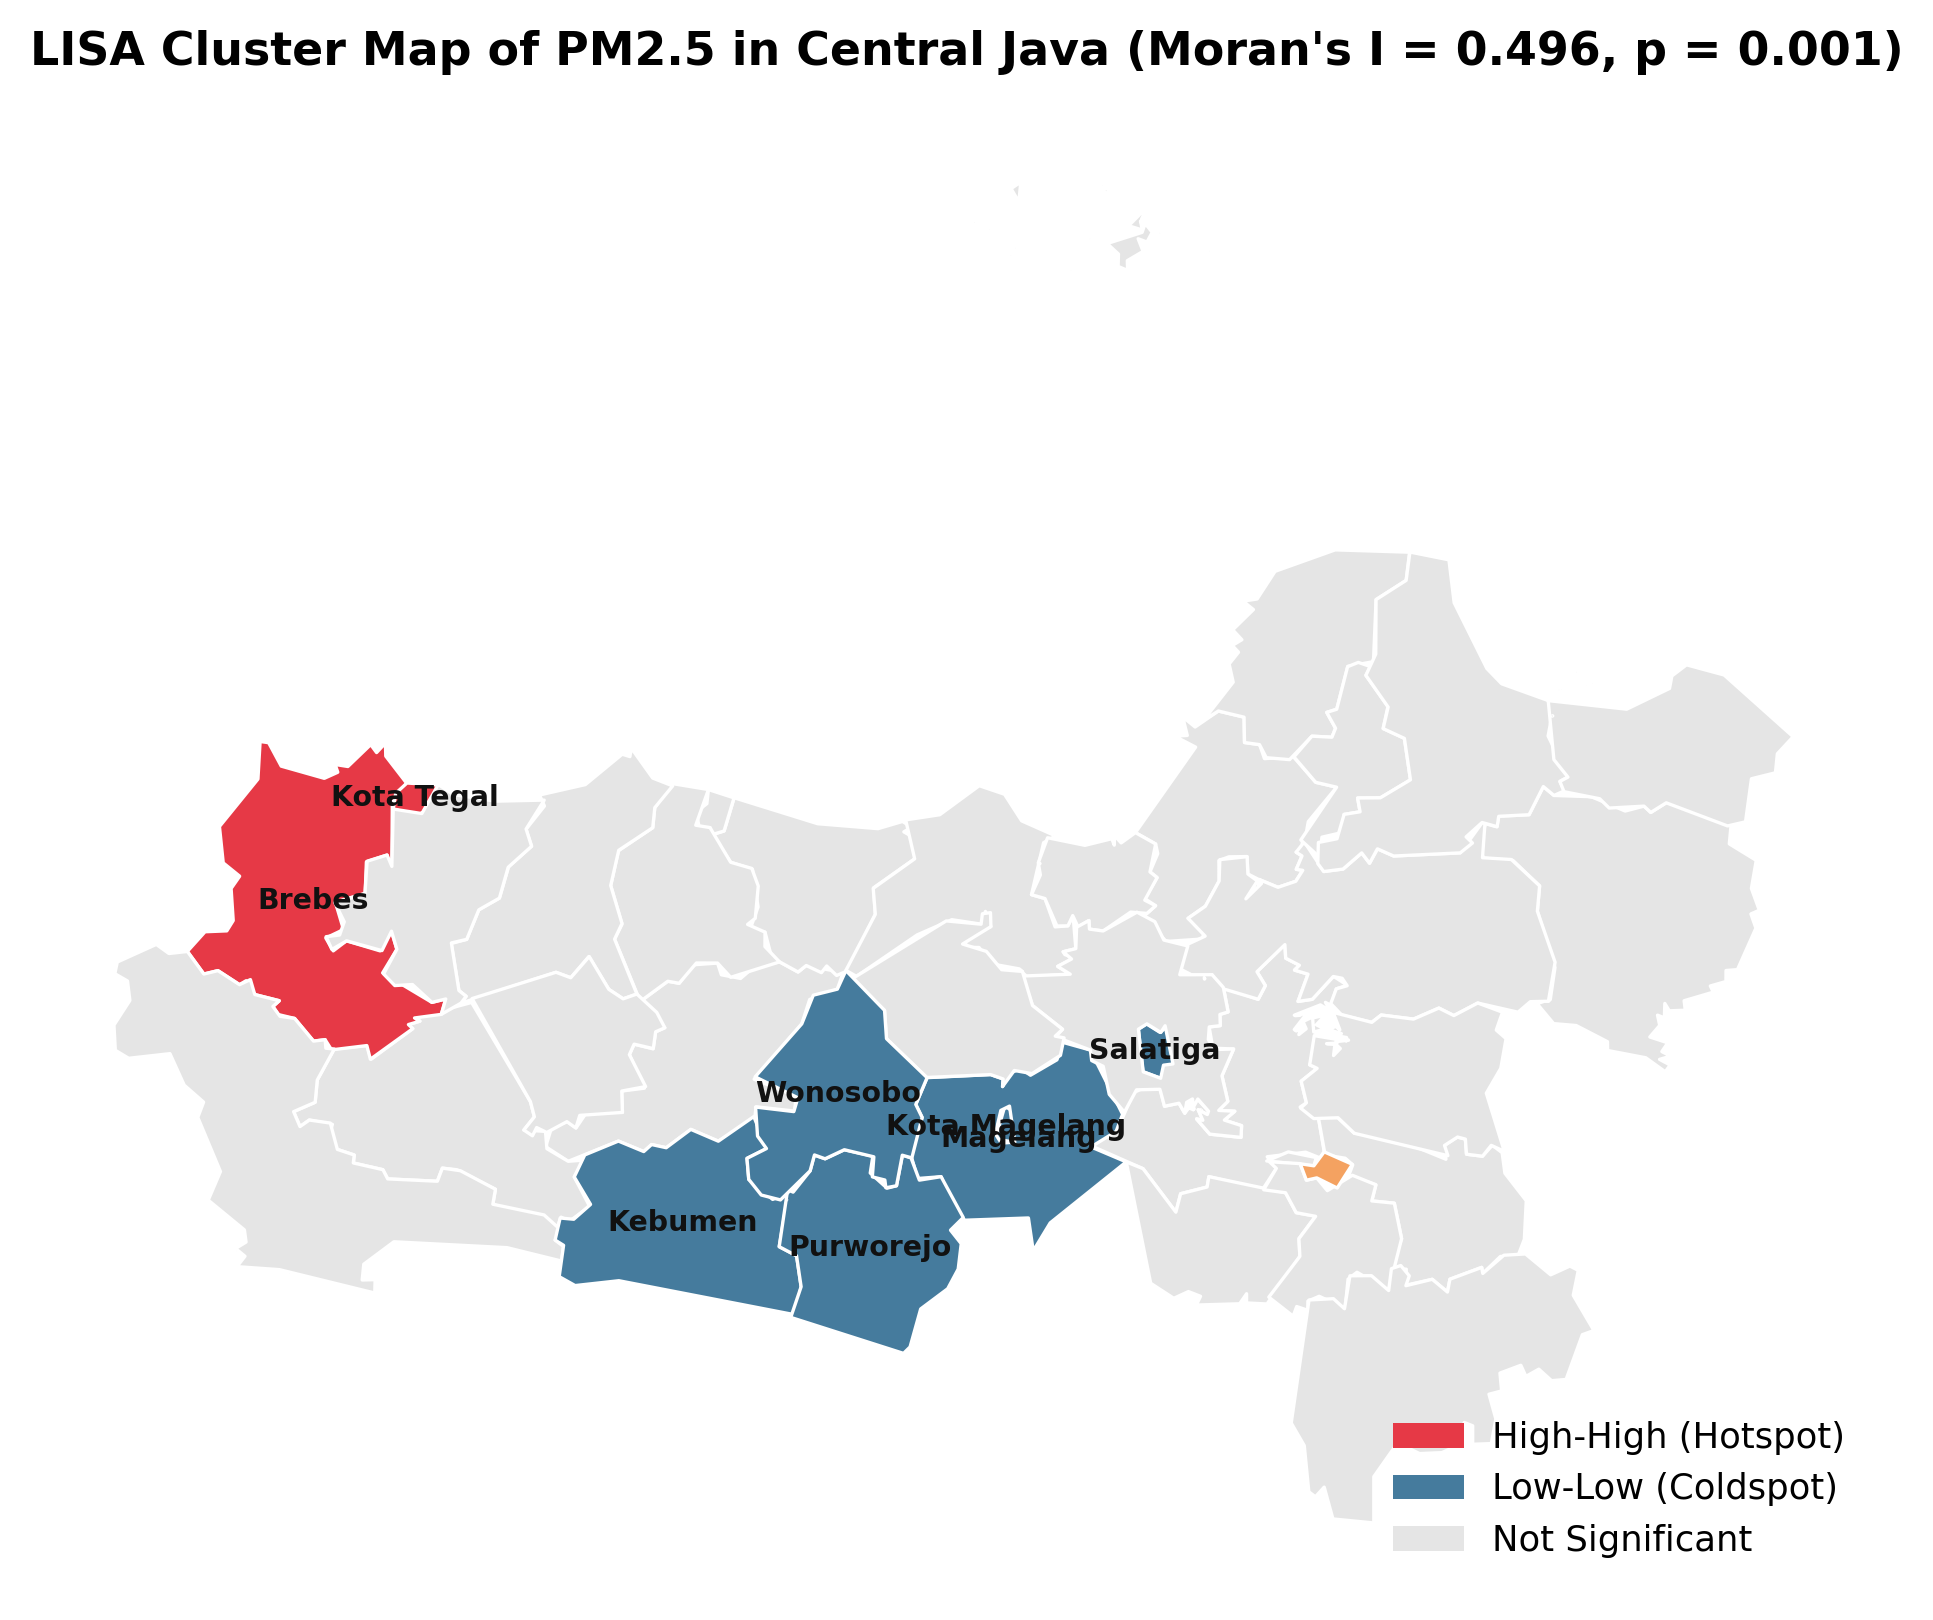 LISA Cluster Map of PM2.5 in Central Java (Moran's I = 0.496, p = 0.001)
Kota Tegal
Brebes
Salatiga
Wonosobo
Kota Magelang
Magelang
Kebumen
Purworejo
High-High (Hotspot)
Low-Low (Coldspot)
Not Significant